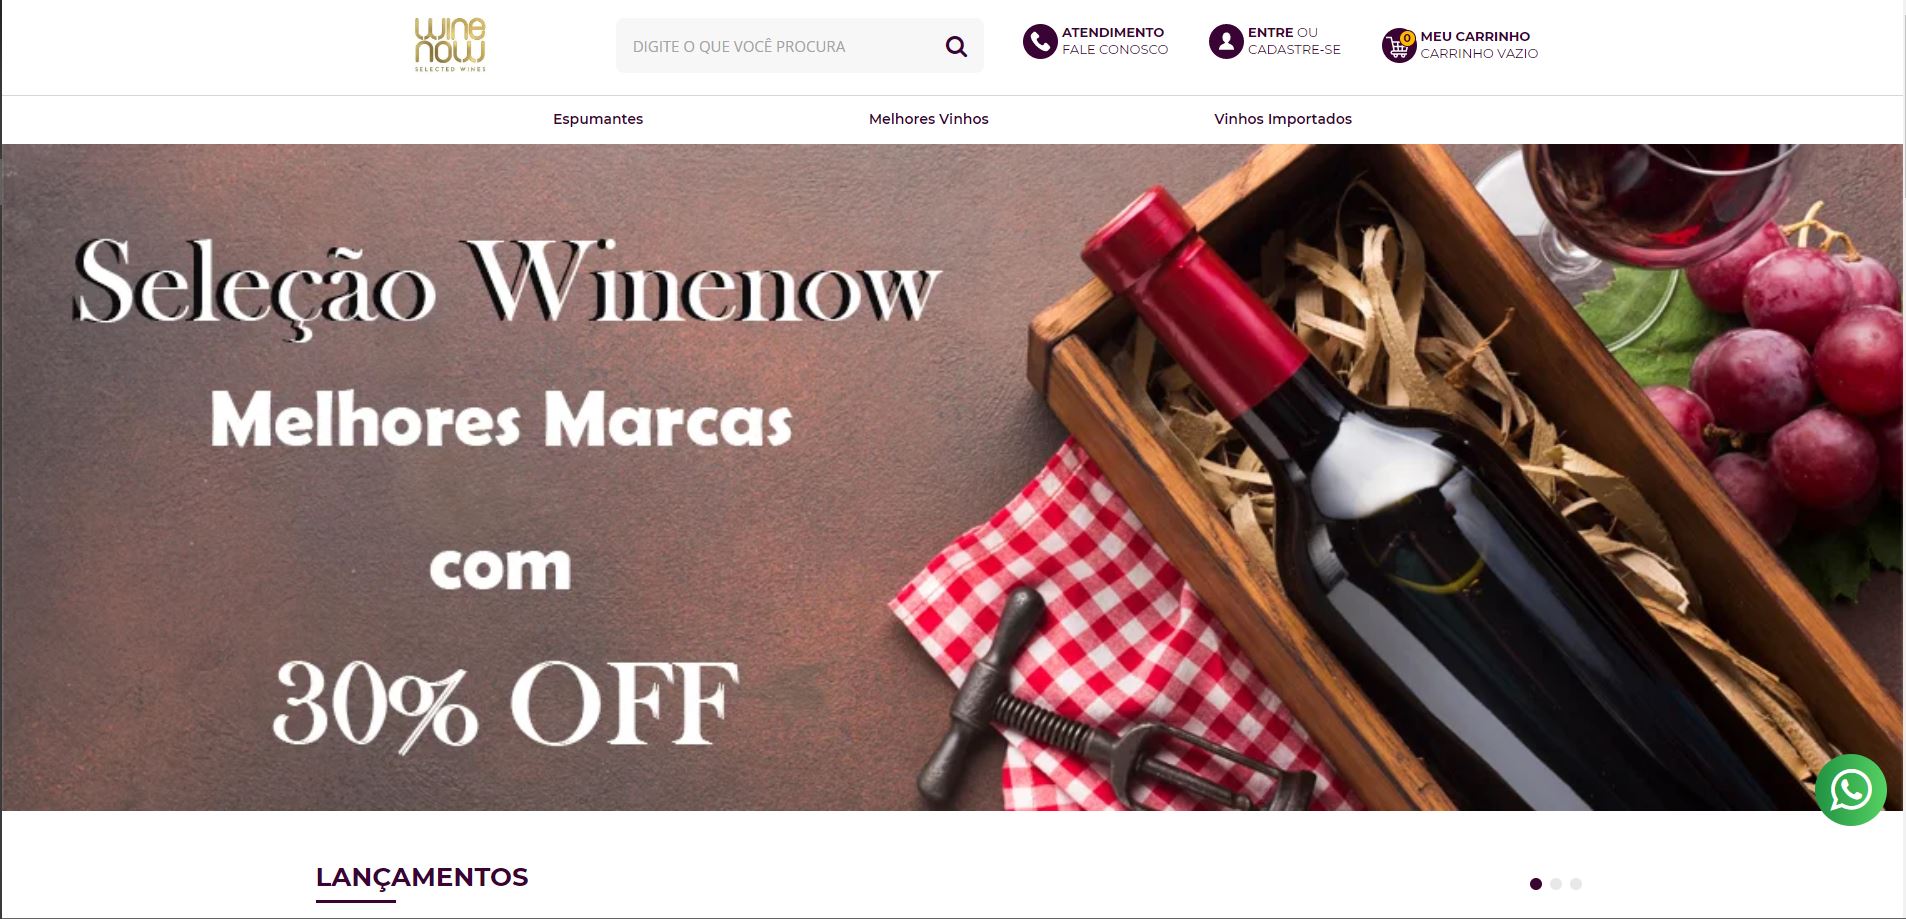 wine
now
SELECTED WINES
DIGITE O QUE VOCÊ PROCURA
ATENDIMENTO
FALE CONOSCO
ENTRE OU
CADASTRE-SE
0
MEU CARRINHO
CARRINHO VAZIO
Espumantes
Melhores Vinhos
Vinhos Importados
Seleção Winenow
Melhores Marcas
com
30% OFF
LANÇAMENTOS